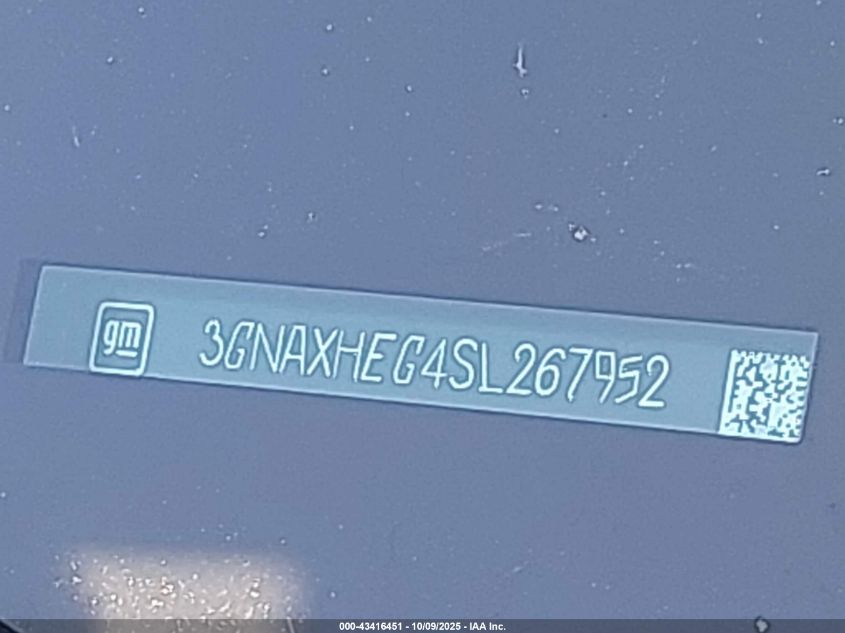 gm 3GNAXHEG4SL267952
000-43416451 - 10/09/2025 - IAA Inc.